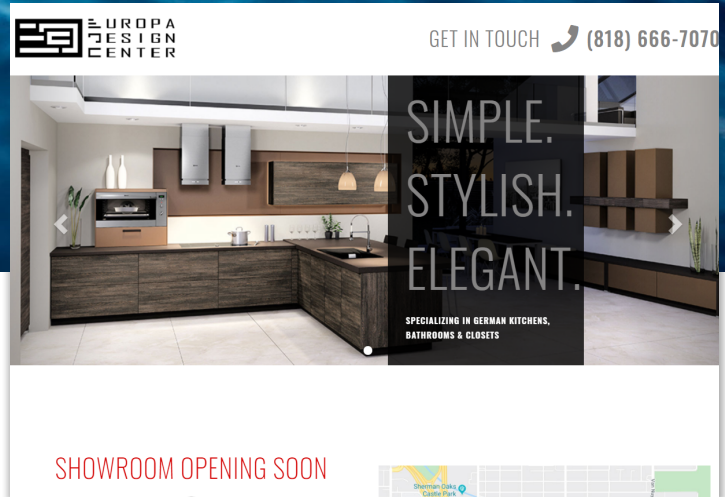 EUROPA
DESIGN
CENTER
GET IN TOUCH (818) 666-7070
SIMPLE.
STYLISH.
ELEGANT.
SPECIALIZING IN GERMAN KITCHENS,
BATHROOMS & CLOSETS
SHOWROOM OPENING SOON
Sherman Oaks
Castle Park